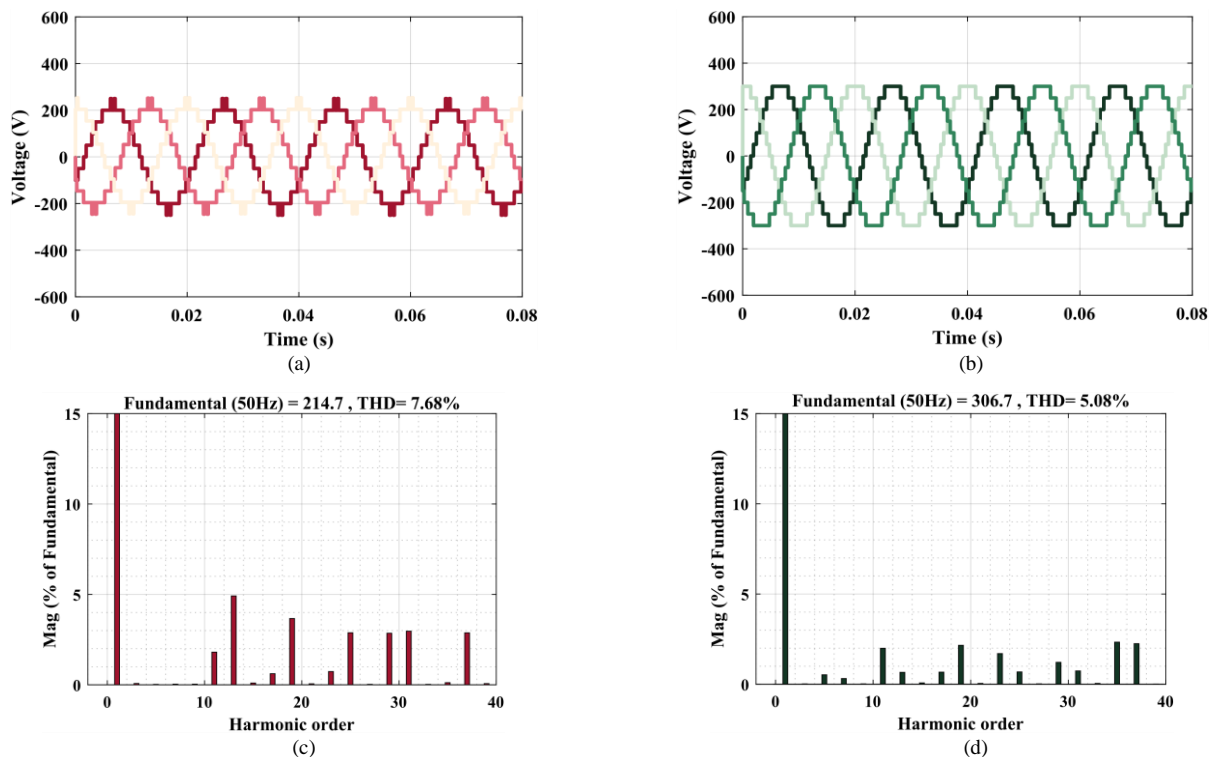 600
400
200
0
-200
-400
-600
Voltage (V)
0 0.02 0.04 0.06 0.08
Time (s)
(a)
600
400
200
0
-200
-400
-600
Voltage (V)
0 0.02 0.04 0.06 0.08
Time (s)
(b)
Fundamental (50Hz) = 214.7 , THD= 7.68%
15
10
5
0
Mag (% of Fundamental)
0 10 20 30 40
Harmonic order
(c)
Fundamental (50Hz) = 306.7 , THD= 5.08%
15
10
5
0
Mag (% of Fundamental)
0 10 20 30 40
Harmonic order
(d)